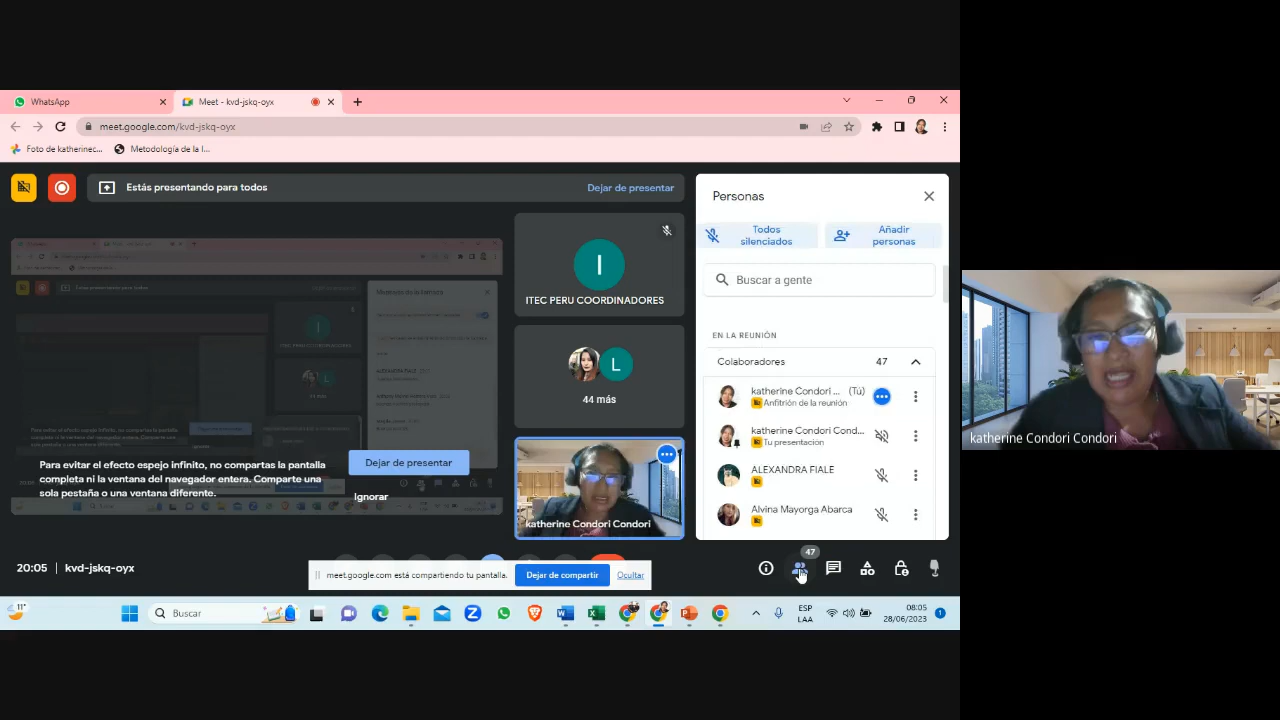 WhatsApp
Meet - kvd-jskq-oyx
meet.google.com/kvd-jskq-oyx
Foto de katherinec...
Metodología de la I...
Estás presentando para todos
Dejar de presentar
Para evitar el efecto espejo infinito, no compartas la pantalla
completa ni la ventana del navegador entera. Comparte una
sola pestaña o una ventana diferente.
Dejar de presentar
Ignorar
I
ITEC PERU COORDINADORES
L
44 más
katherine Condori Condori
Personas
Todos
silenciados
Añadir
personas
Buscar a gente
EN LA REUNIÓN
Colaboradores 47
katherine Condori ... (Tú)
Anfitrión de la reunión
katherine Condori Cond...
Tu presentación
ALEXANDRA FIALE
Alvina Mayorga Abarca
20:05 | kvd-jskq-oyx
meet.google.com está compartiendo tu pantalla.
Dejar de compartir
Ocultar
47
11°
Buscar
ESP
LAA
08:05
28/06/2023
1
katherine Condori Condori